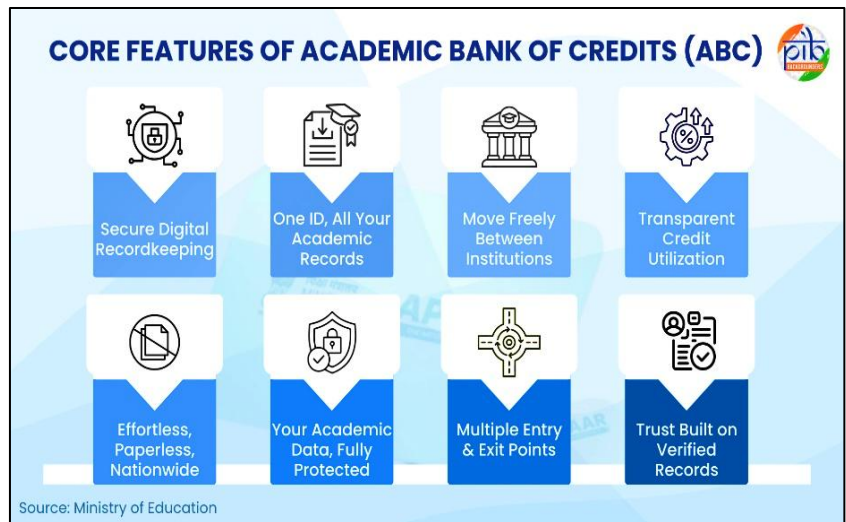 CORE FEATURES OF ACADEMIC BANK OF CREDITS (ABC)
pib
BACKGROUNDERS
Secure Digital
Recordkeeping
One ID, All Your
Academic
Records
Move Freely
Between
Institutions
Transparent
Credit
Utilization
Effortless,
Paperless,
Nationwide
Your Academic
Data, Fully
Protected
Multiple Entry
& Exit Points
Trust Built on
Verified
Records
Source: Ministry of Education